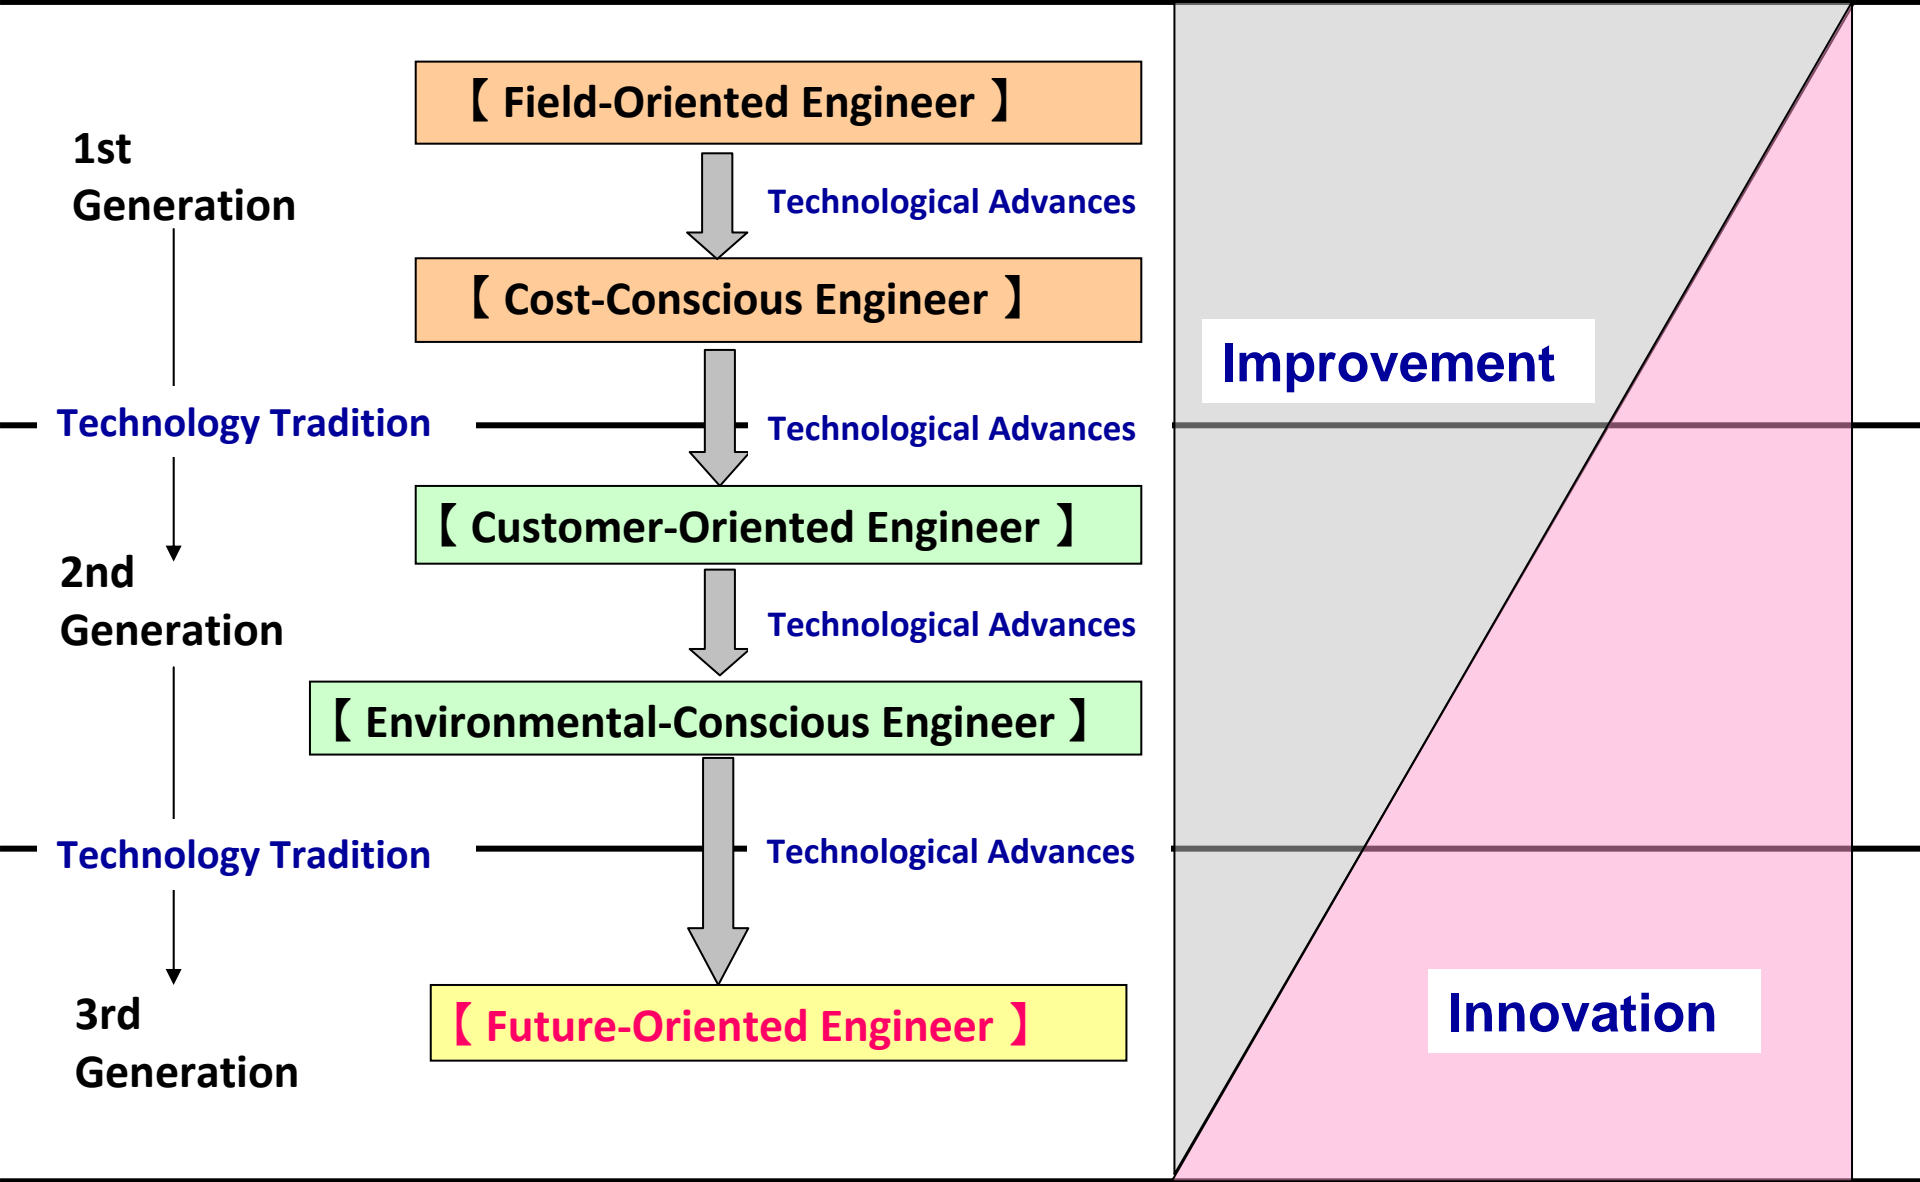 【 Field-Oriented Engineer 】
1st
Generation
Technological Advances
【 Cost-Conscious Engineer 】
Improvement
Technology Tradition
Technological Advances
【 Customer-Oriented Engineer 】
2nd
Generation
Technological Advances
【 Environmental-Conscious Engineer 】
Technology Tradition
Technological Advances
3rd
Generation
【 Future-Oriented Engineer 】
Innovation